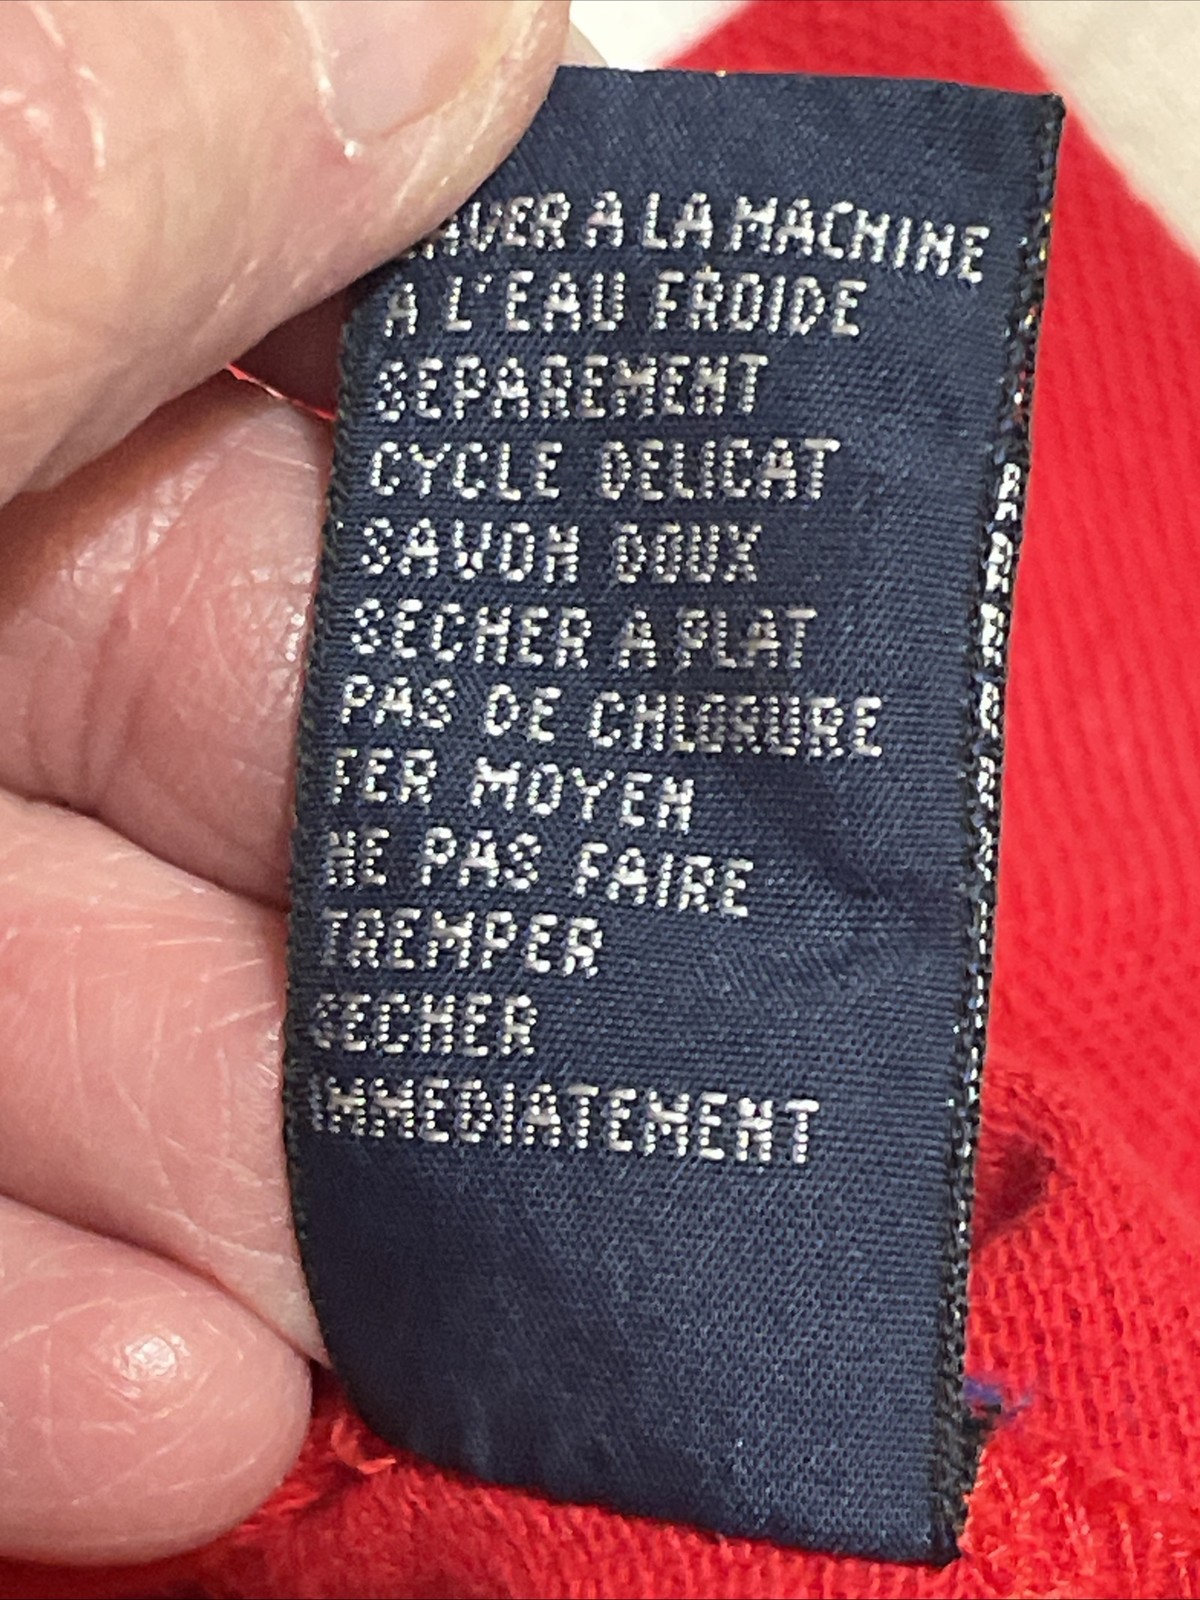 LAVER A LA MACHINE
A L'EAU FROIDE
SEPAREMENT
CYCLE DELICAT
SAVON DOUX
SECHER A PLAT
PAS DE CHLORURE
FER MOYEN
NE PAS FAIRE
TREMPER
SECHER
IMMEDIATEMENT